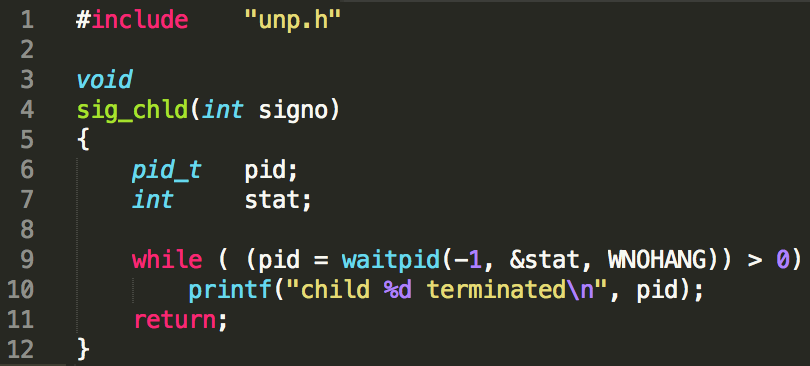 1 #include    "unp.h"
2
3 void
4 sig_chld(int signo)
5 {
6     pid_t   pid;
7     int     stat;
8
9     while ( (pid = waitpid(-1, &stat, WNOHANG)) > 0)
10         printf("child %d terminated\n", pid);
11     return;
12 }